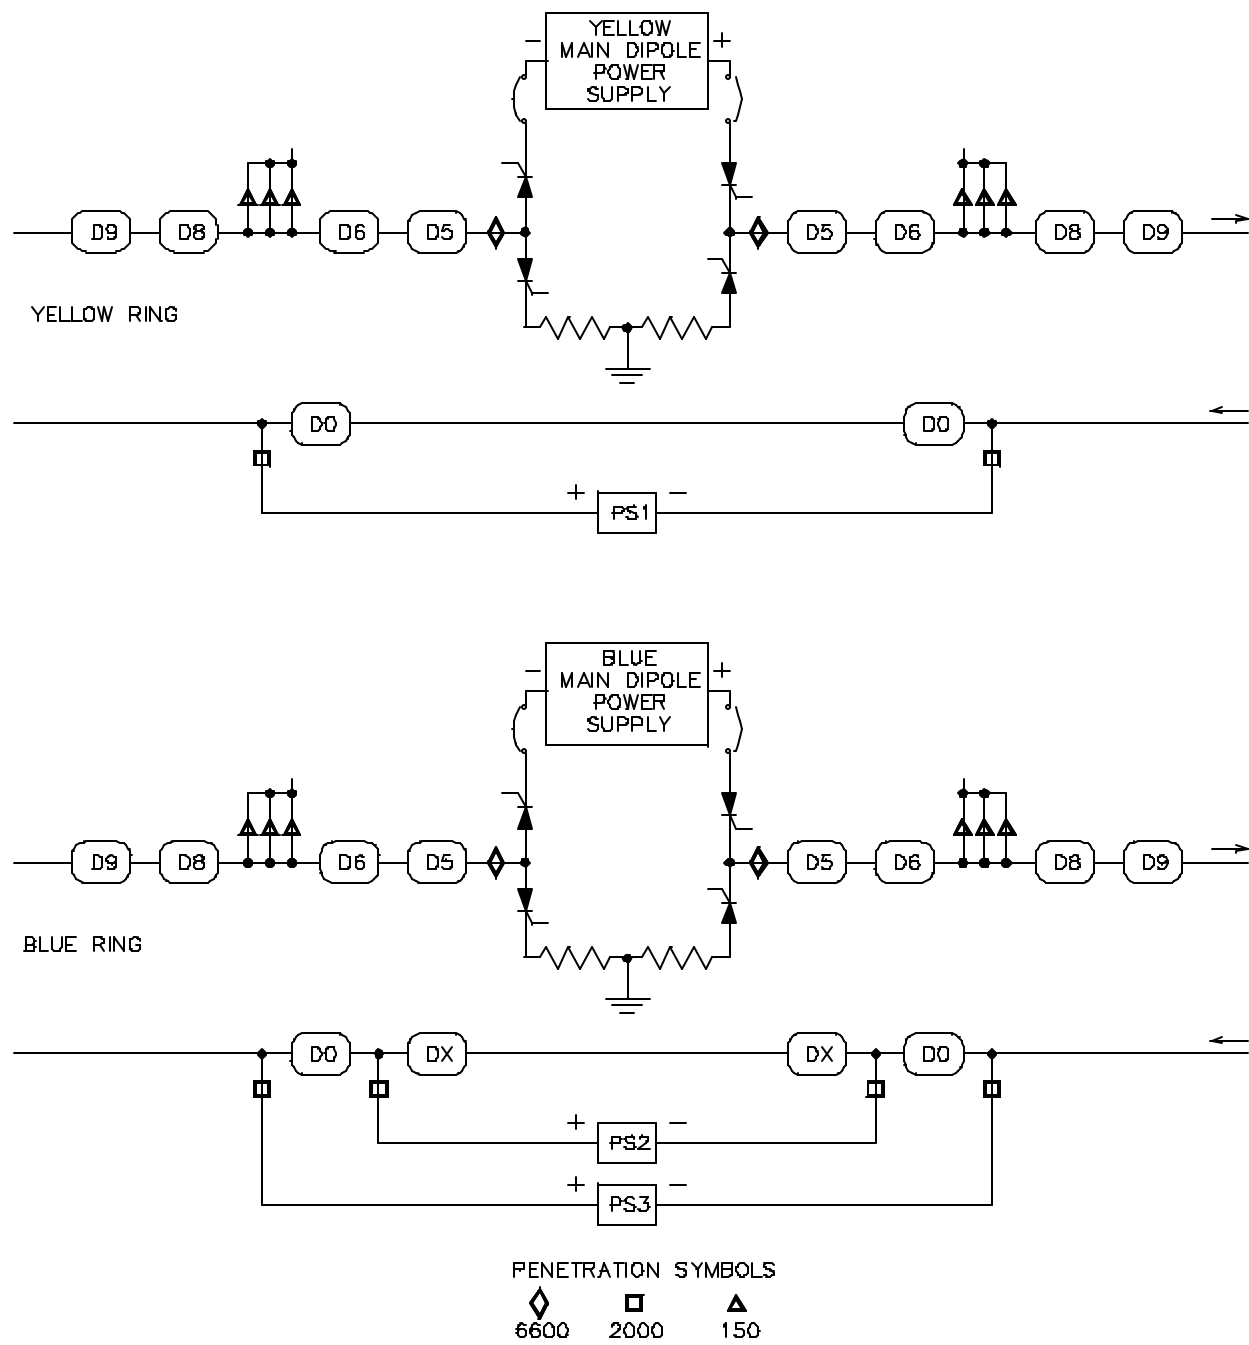 YELLOW
MAIN DIPOLE
POWER
SUPPLY
− +
D9 D8 D6 D5 D5 D6 D8 D9
YELLOW RING
D0 D0
+ PS1 −
BLUE
MAIN DIPOLE
POWER
SUPPLY
− +
D9 D8 D6 D5 D5 D6 D8 D9
BLUE RING
D0 DX DX D0
+ PS2 −
+ PS3 −
PENETRATION SYMBOLS
6600 2000 150